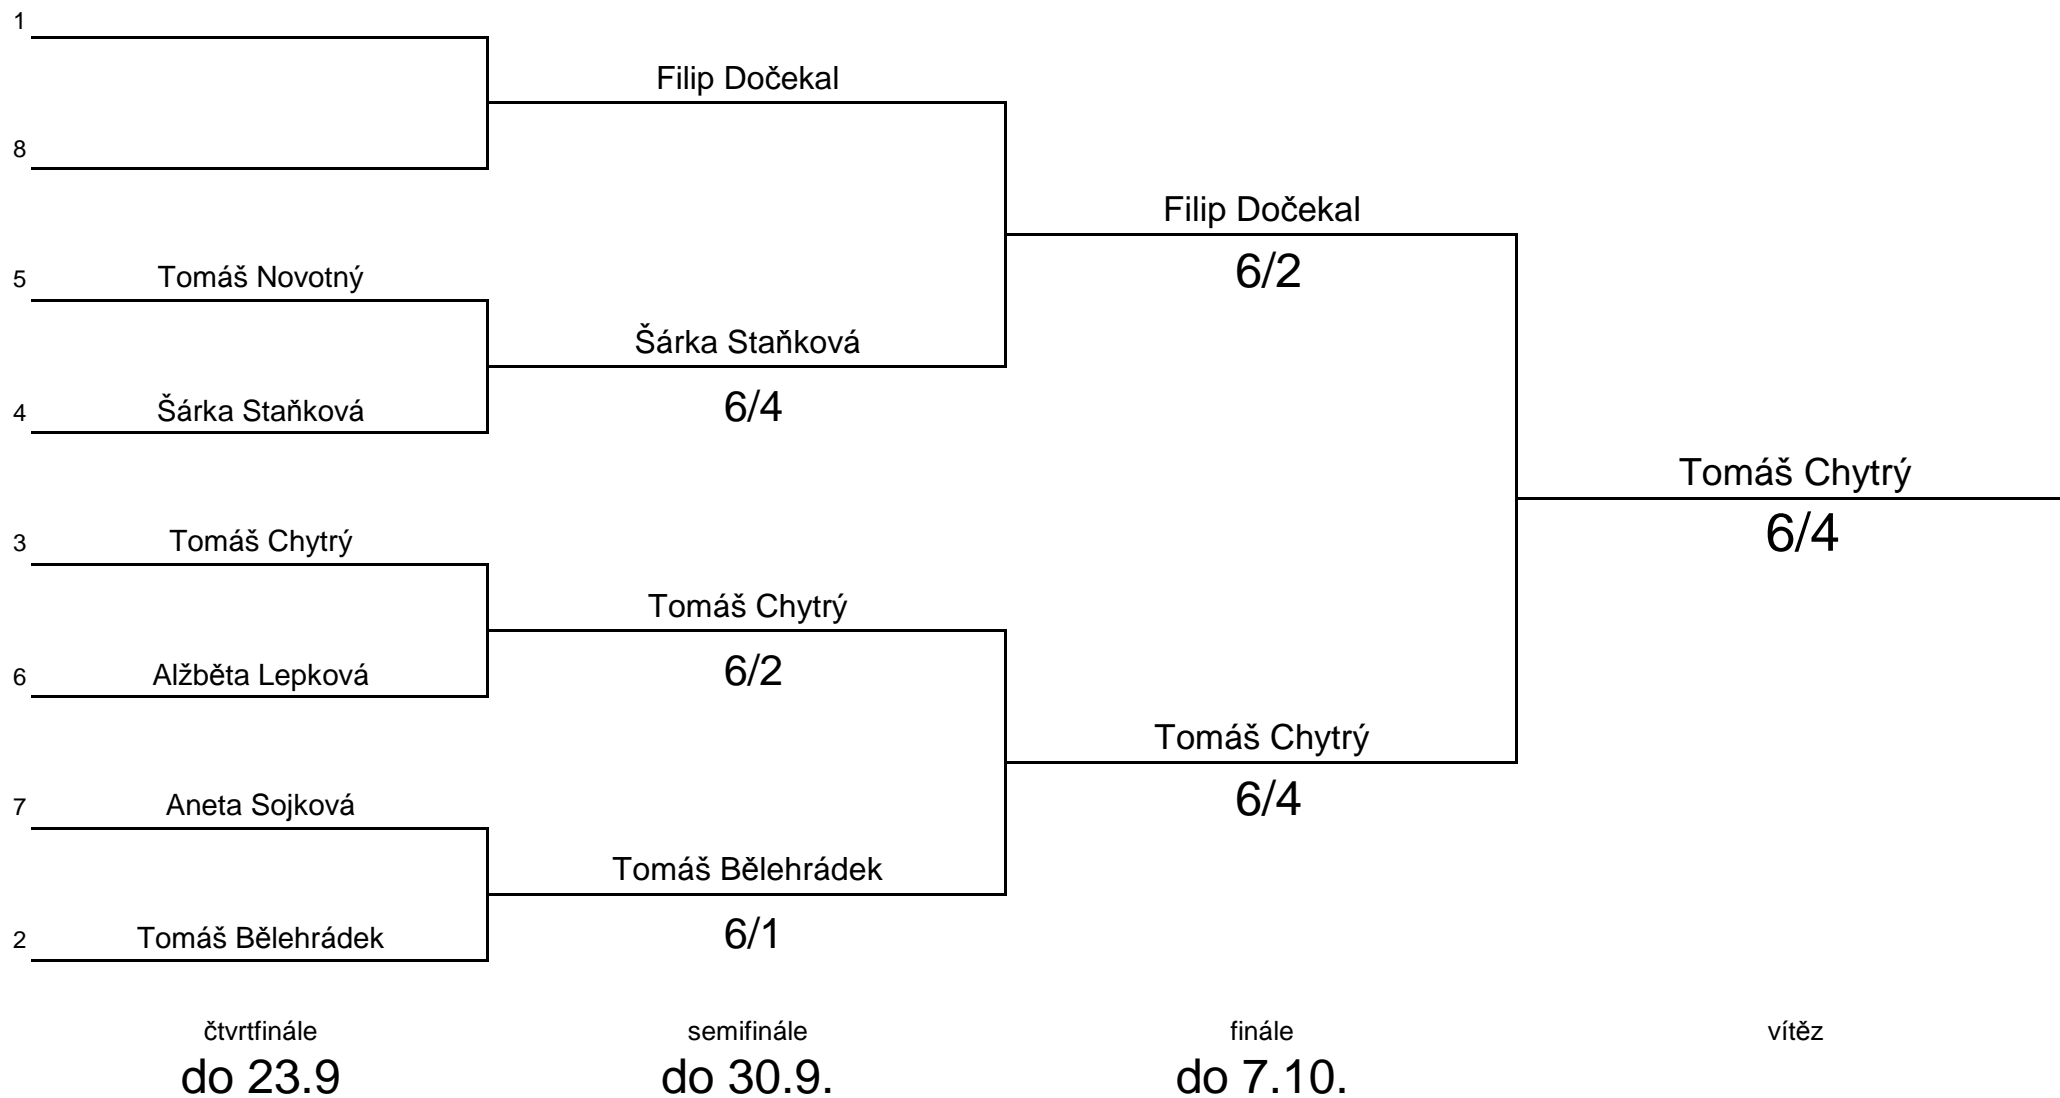 1
Filip Dočekal
8
Filip Dočekal
6/2
5 Tomáš Novotný
Šárka Staňková
6/4
4 Šárka Staňková
Tomáš Chytrý
6/4
3 Tomáš Chytrý
Tomáš Chytrý
6/2
6 Alžběta Lepková
Tomáš Chytrý
6/4
7 Aneta Sojková
Tomáš Bělehrádek
6/1
2 Tomáš Bělehrádek
čtvrtfinále semifinále finále vítěz
do 23.9 do 30.9. do 7.10.